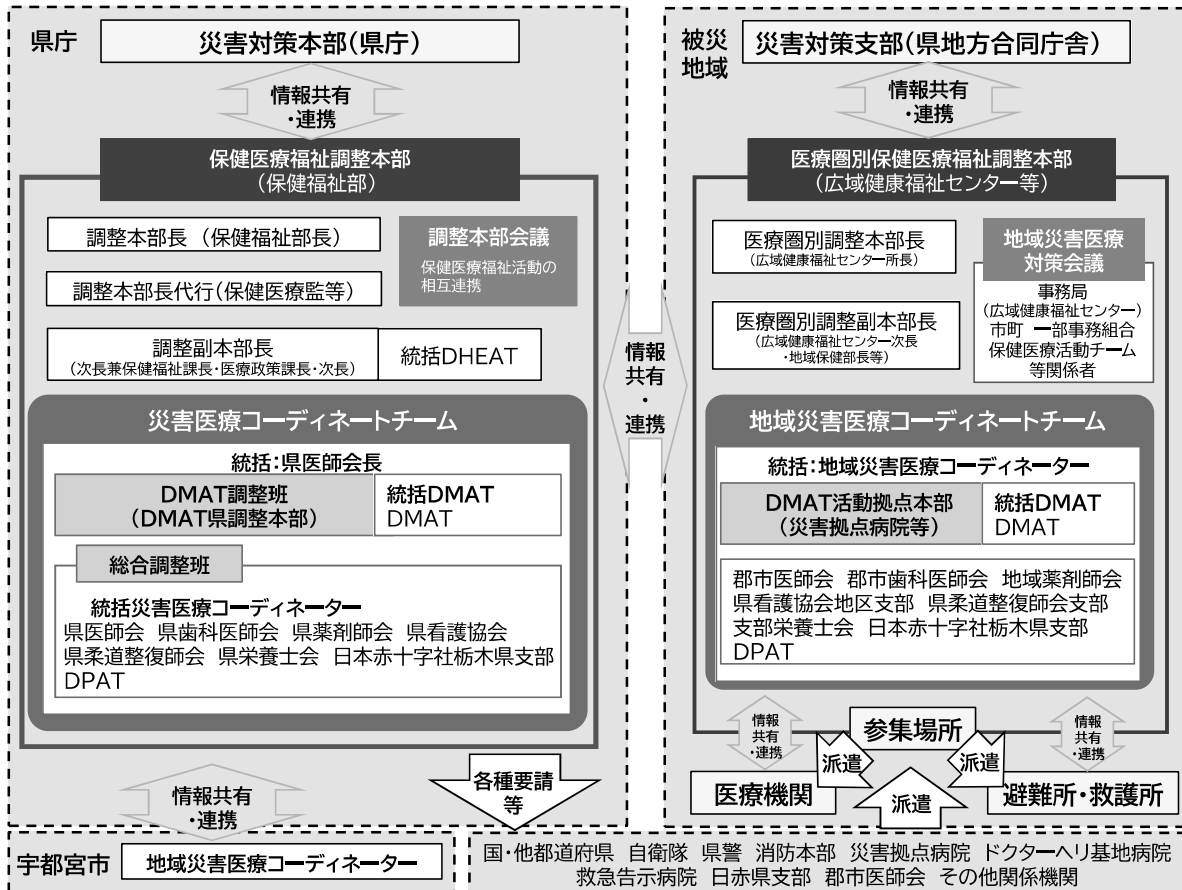 県庁
災害対策本部(県庁)
情報共有
・連携
保健医療福祉調整本部
(保健福祉部)
調整本部長 (保健福祉部長)
調整本部長代行(保健医療監等)
調整本部会議
保健医療福祉活動の
相互連携
調整副本部長
(次長兼保健福祉課長・医療政策課長・次長)
統括DHEAT
災害医療コーディネートチーム
統括:県医師会長
DMAT調整班
(DMAT県調整本部)
統括DMAT
DMAT
総合調整班
統括災害医療コーディネーター
県医師会 県歯科医師会 県薬剤師会 県看護協会
県柔道整復師会 県栄養士会 日本赤十字社栃木県支部
DPAT
情報共有
・連携
各種要請
等
宇都宮市
地域災害医療コーディネーター
情報
共有
・
連携
被災
地域
災害対策支部(県地方合同庁舎)
情報共有
・連携
医療圏別保健医療福祉調整本部
(広域健康福祉センター等)
医療圏別調整本部長
(広域健康福祉センター所長)
医療圏別調整副本部長
(広域健康福祉センター次長
・地域保健部長等)
地域災害医療
対策会議
事務局
(広域健康福祉センター)
市町 一部事務組合
保健医療活動チーム
等関係者
地域災害医療コーディネートチーム
統括:地域災害医療コーディネーター
DMAT活動拠点本部
(災害拠点病院等)
統括DMAT
DMAT
郡市医師会 郡市歯科医師会 地域薬剤師会
県看護協会地区支部 県柔道整復師会支部
支部栄養士会 日本赤十字社栃木県支部
DPAT
情報
共有
・連携
参集場所
情報
共有
・連携
派遣
派遣
派遣
医療機関
避難所・救護所
国・他都道府県 自衛隊 県警 消防本部 災害拠点病院 ドクターヘリ基地病院
救急告示病院 日赤県支部 郡市医師会 その他関係機関